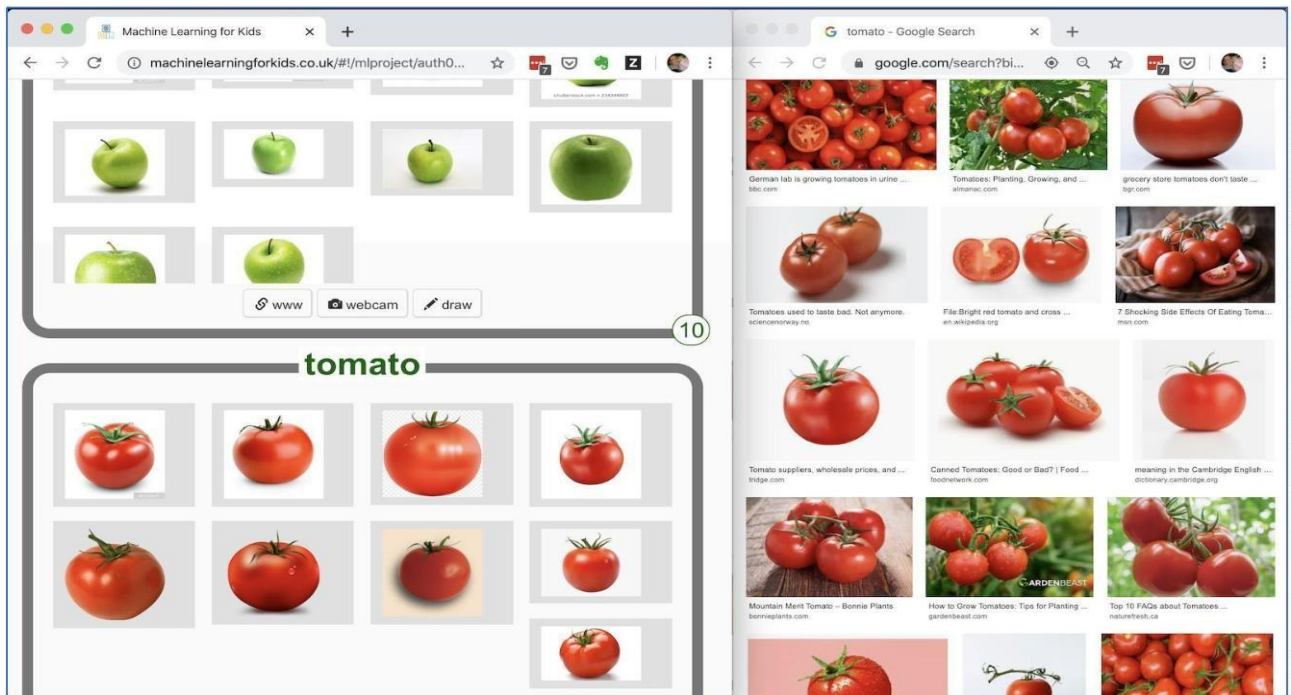 Machine Learning for Kids
machinelearningforkids.co.uk/#!/mlproject/auth0...
7
Z
www
webcam
draw
10
tomato
tomato - Google Search
google.com/search?bi...
7
German lab is growing tomatoes in urine ...
bbc.com
Tomatoes: Planting, Growing, and ...
almanac.com
grocery store tomatoes don't taste ...
bgr.com
Tomatoes used to taste bad. Not anymore.
sciencenorway.no
File:Bright red tomato and cross ...
en.wikipedia.org
7 Shocking Side Effects Of Eating Toma...
msn.com
Tomato suppliers, wholesale prices, and ...
tridge.com
Canned Tomatoes: Good or Bad? | Food ...
foodnetwork.com
meaning in the Cambridge English ...
dictionary.cambridge.org
GARDENBEAST
Mountain Merit Tomato – Bonnie Plants
bonnieplants.com
How to Grow Tomatoes: Tips for Planting ...
gardenbeast.com
Top 10 FAQs about Tomatoes ...
naturefresh.ca